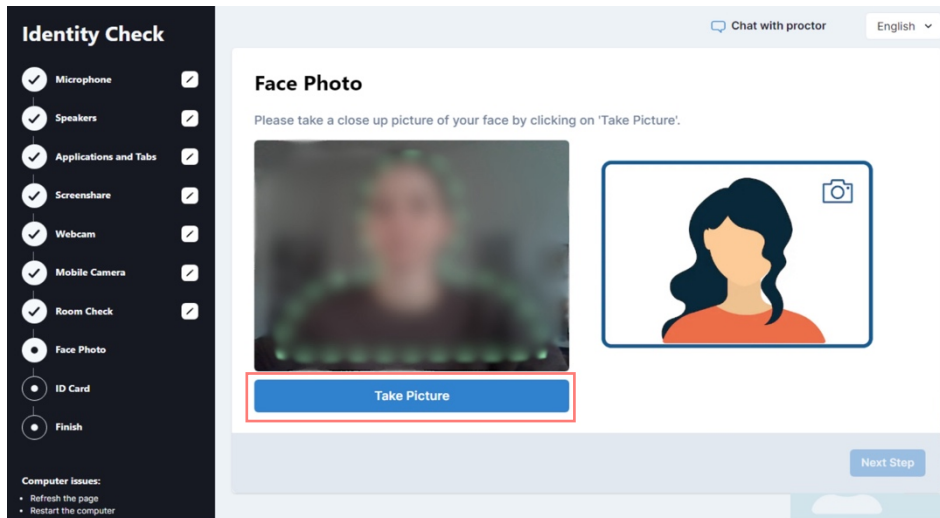 Identity Check
Microphone
Speakers
Applications and Tabs
Screenshare
Webcam
Mobile Camera
Room Check
Face Photo
ID Card
Finish
Computer issues:
• Refresh the page
• Restart the computer
Chat with proctor
English
Face Photo
Please take a close up picture of your face by clicking on 'Take Picture'.
Take Picture
Next Step